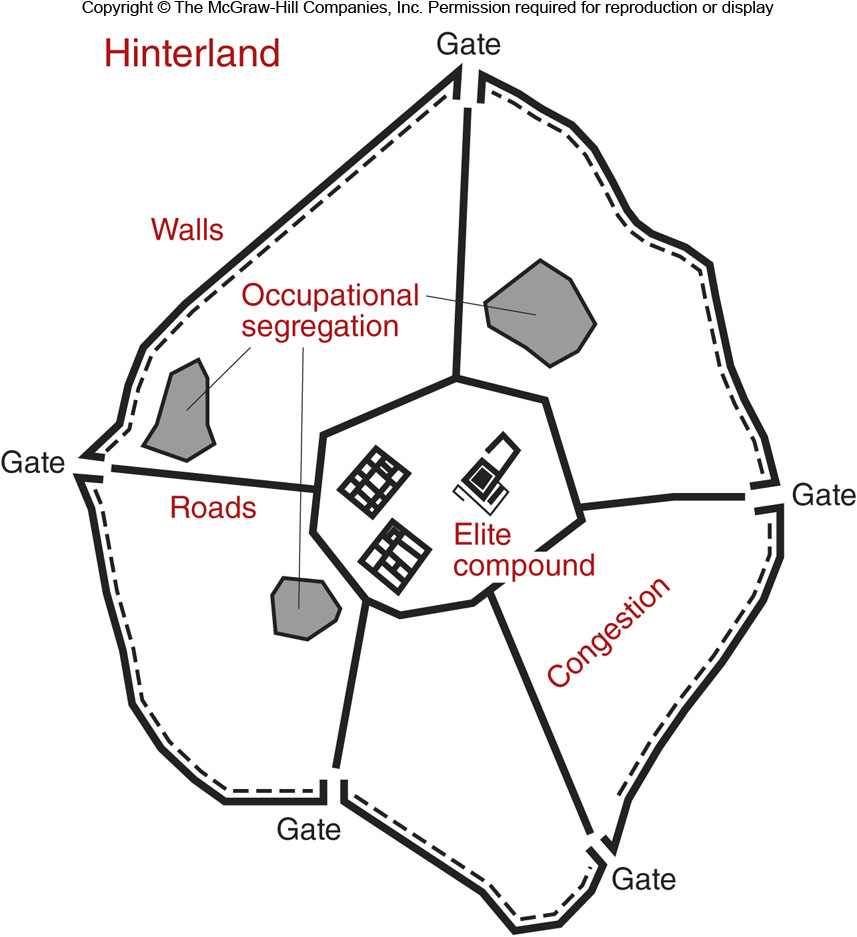 Copyright © The McGraw-Hill Companies, Inc. Permission required for reproduction or display
Gate
Hinterland
Walls
Occupational
segregation
Gate
Gate
Roads
Elite
compound
Congestion
Gate
Gate